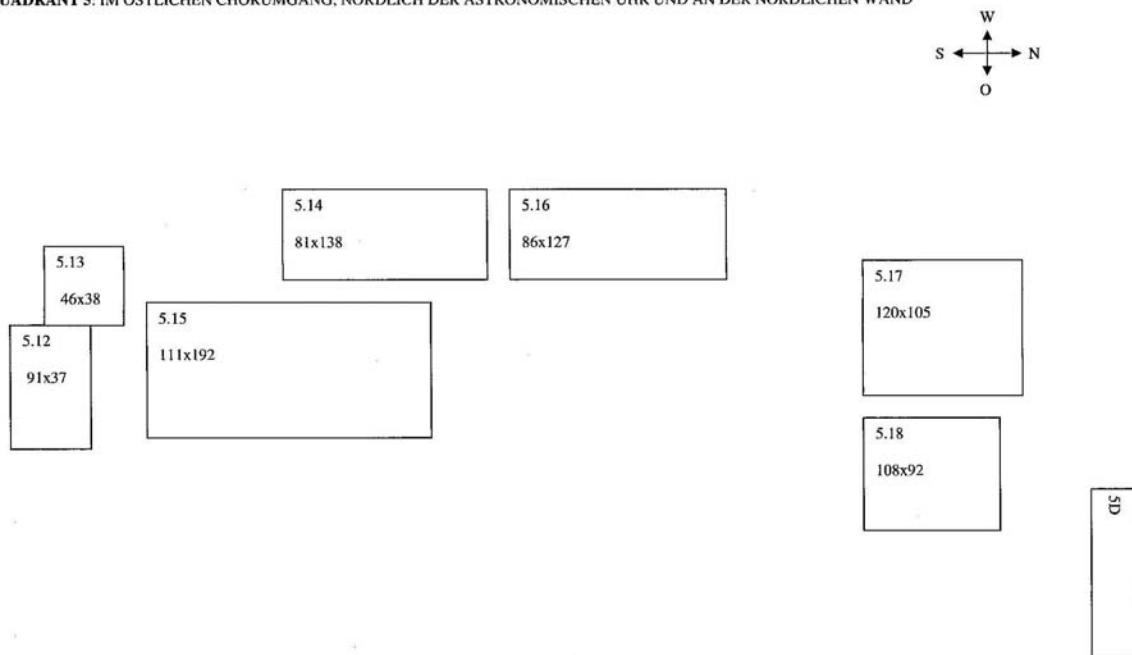 UADRKANT 5: IM ÖSTLICHEN CHORUMGANG, NÖRDLICH DER ASTRONOMISCHEN UHR UND AN DER NÖRDLICHEN WAND
W
S N
O
5.14
81x138
5.16
86x127
5.13
46x38
5.17
120x105
5.15
111x192
5.12
91x37
5.18
108x92
5D